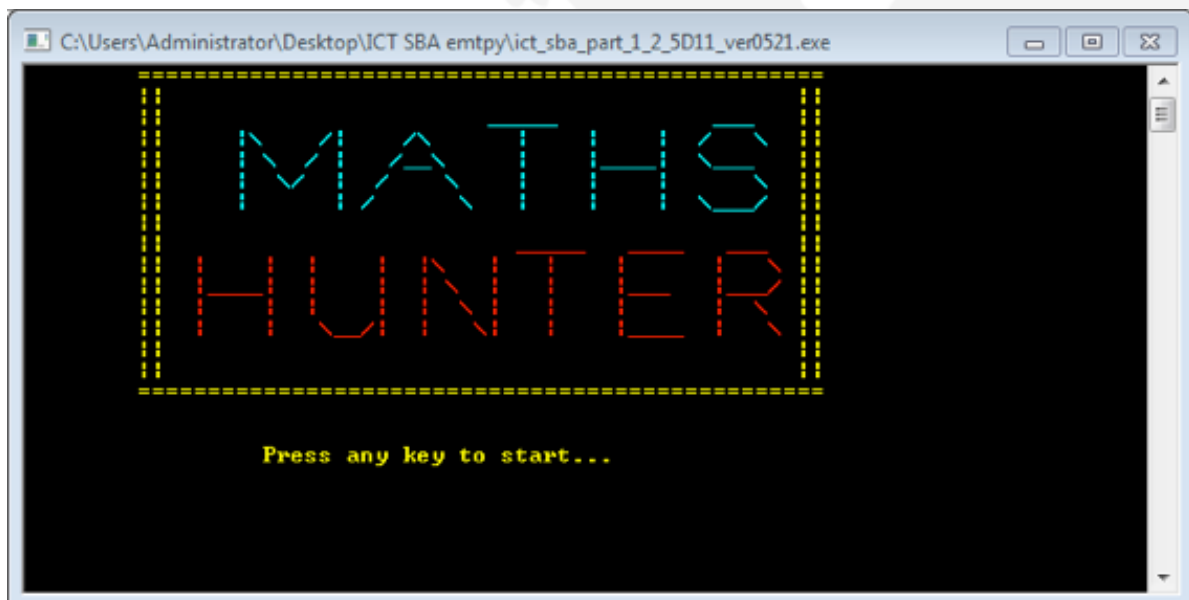 C:\Users\Administrator\Desktop\ICT SBA emtpy\ict_sba_part_1_2_5D11_ver0521.exe
MATHS
HUNTER
Press any key to start...